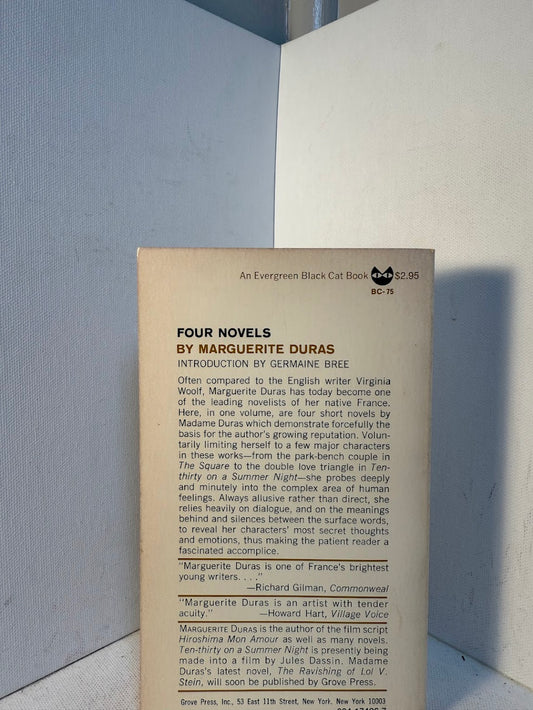 An Evergreen Black Cat Book $2.95
BC-75
FOUR NOVELS
BY MARGUERITE DURAS
INTRODUCTION BY GERMAINE BREE
Often compared to the English writer Virginia
Woolf, Marguerite Duras has today become one
of the leading novelists of her native France.
Here, in one volume, are four short novels by
Madame Duras which demonstrate forcefully the
basis for the author's growing reputation. Volun-
tarily limiting herself to a few major characters
in these works—from the park-bench couple in
The Square to the double love triangle in Ten-
thirty on a Summer Night—she probes deeply
and minutely into the complex area of human
feelings. Always allusive rather than direct, she
relies heavily on dialogue, and on the meanings
behind and silences between the surface words,
to reveal her characters' most secret thoughts
and emotions, thus making the patient reader a
fascinated accomplice.
"Marguerite Duras is one of France's brightest
young writers. . . ."
—Richard Gilman, Commonweal
"Marguerite Duras is an artist with tender
acuity." —Howard Hart, Village Voice
MARGUERITE DURAS is the author of the film script
Hiroshima Mon Amour as well as many novels.
Ten-thirty on a Summer Night is presently being
made into a film by Jules Dassin. Madame
Duras's latest novel, The Ravishing of Lol V.
Stein, will soon be published by Grove Press.
Grove Press, Inc., 53 East 11th Street, New York, New York 10003